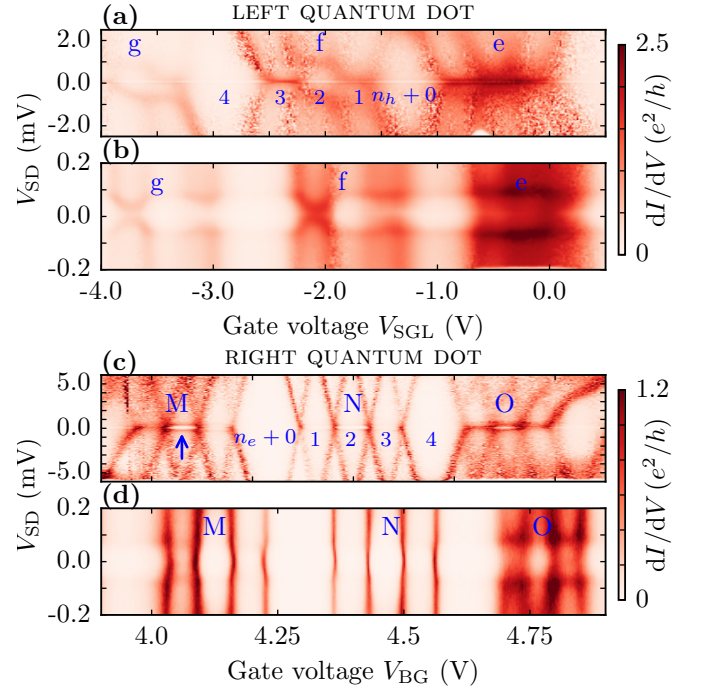 LEFT QUANTUM DOT
(a)
g f e
4 3 2 1 n_h + 0
2.0
0.0
-2.0
(b)
g f e
0.2
0.0
-0.2
V_SD (mV)
-4.0 -3.0 -2.0 -1.0 0.0
Gate voltage V_SGL (V)
2.5
0
dI/dV (e²/h)
RIGHT QUANTUM DOT
(c)
M N O
n_e + 0 1 2 3 4
5.0
0.0
-5.0
(d)
M N O
0.2
0.0
-0.2
V_SD (mV)
4.0 4.25 4.5 4.75
Gate voltage V_BG (V)
1.2
0
dI/dV (e²/h)